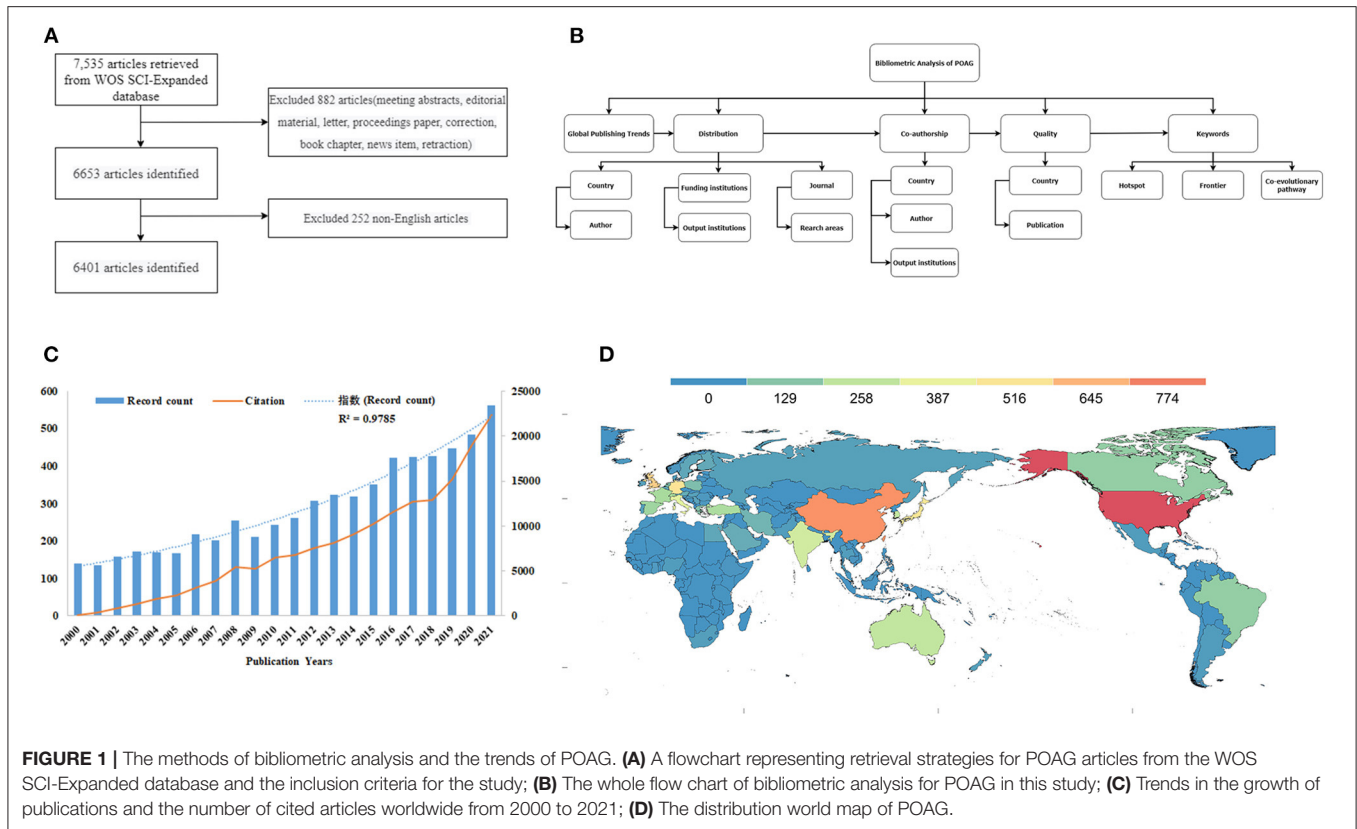 A
7,535 articles retrieved
from WOS SCI-Expanded
database
Excluded 882 articles(meeting abstracts, editorial
material, letter, proceedings paper, correction,
book chapter, news item, retraction)
6653 articles identified
Excluded 252 non-English articles
6401 articles identified
B
Bibliometric Analysis of POAG
Global Publishing Trends
Distribution
Co-authorship
Quality
Keywords
Country
Author
Funding institutions
Output institutions
Journal
Rearch areas
Country
Author
Output institutions
Country
Publication
Hotspot
Frontier
Co-evolutionary
pathway
C
Record count
Citation
指数 (Record count)
R² = 0.9785
600
500
400
300
200
100
0
25000
20000
15000
10000
5000
0
2000 2001 2002 2003 2004 2005 2006 2007 2008 2009 2010 2011 2012 2013 2014 2015 2016 2017 2018 2019 2020 2021
Publication Years
D
0 129 258 387 516 645 774
FIGURE 1 | The methods of bibliometric analysis and the trends of POAG. (A) A flowchart representing retrieval strategies for POAG articles from the WOS
SCI-Expanded database and the inclusion criteria for the study; (B) The whole flow chart of bibliometric analysis for POAG in this study; (C) Trends in the growth of
publications and the number of cited articles worldwide from 2000 to 2021; (D) The distribution world map of POAG.